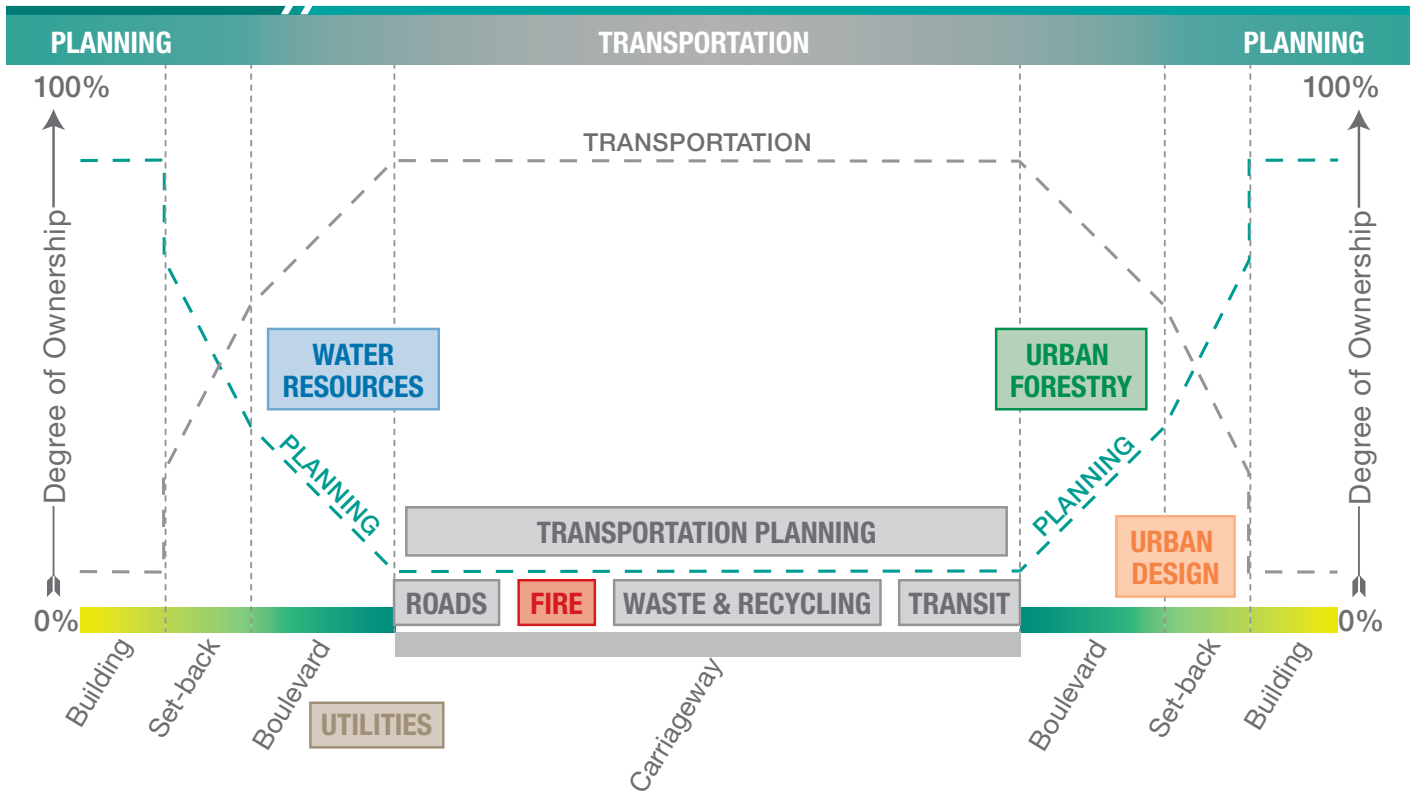 PLANNING
TRANSPORTATION
PLANNING
100%
100%
TRANSPORTATION
Degree of Ownership
Degree of Ownership
WATER
RESOURCES
URBAN
FORESTRY
PLANNING
PLANNING
TRANSPORTATION PLANNING
URBAN
DESIGN
ROADS
FIRE
WASTE & RECYCLING
TRANSIT
0%
0%
Building
Set-back
Boulevard
Carriageway
Boulevard
Set-back
Building
UTILITIES